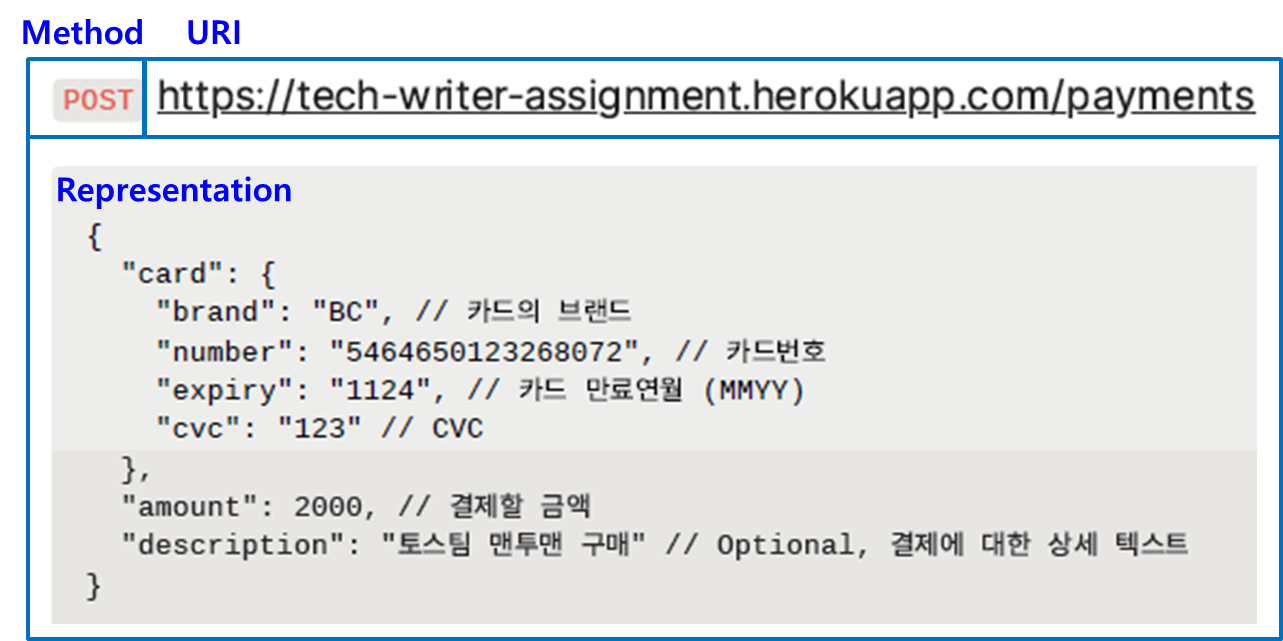 Method URI
POST https://tech-writer-assignment.herokuapp.com/payments
Representation
{
"card": {
"brand": "BC", // 카드의 브랜드
"number": "5464650123268072", // 카드번호
"expiry": "1124", // 카드 만료연월 (MMYY)
"cvc": "123" // CVC
},
"amount": 2000, // 결제할 금액
"description": "토스팀 맨투맨 구매" // Optional, 결제에 대한 상세 텍스트
}